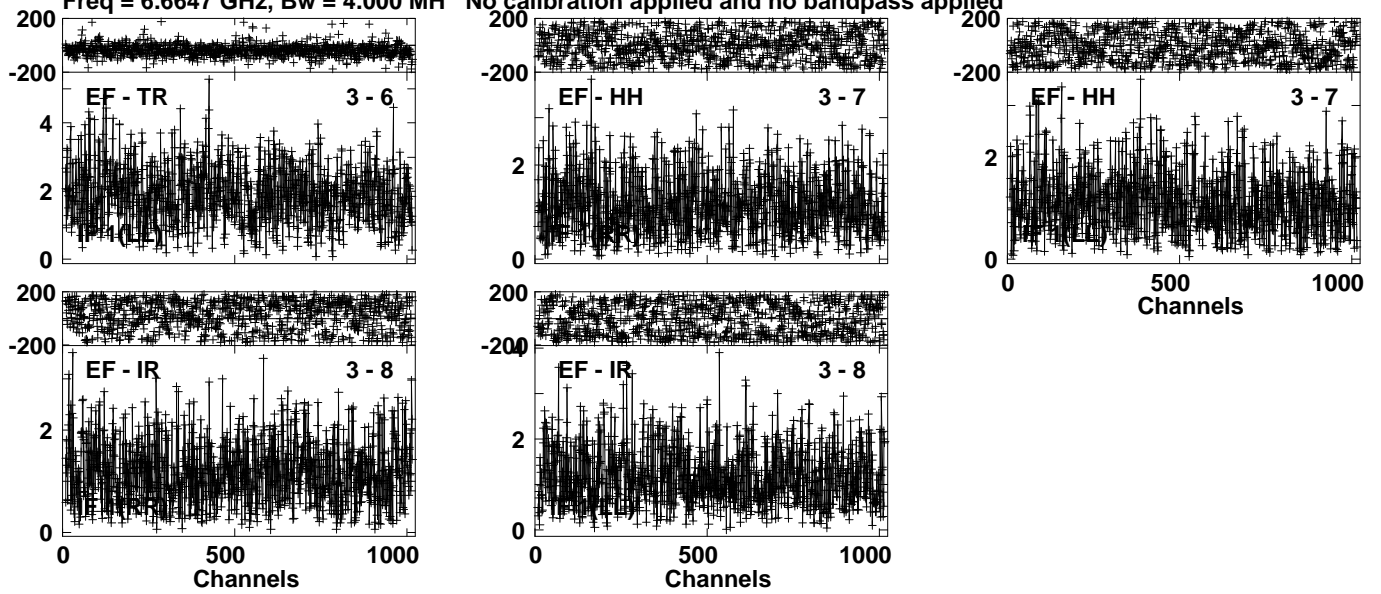 Freq = 6.6647 GHz, Bw = 4.000 MH No calibration applied and no bandpass applied
200
-200
EF - TR 3 - 6
4
2
0
IF 1(LL)
200
-200
EF - HH 3 - 7
2
0
200
-200
EF - HH 3 - 7
2
0
0 500 1000
Channels
200
-200
EF - IR 3 - 8
2
0
0 500 1000
Channels
200
-200
4
EF - IR 3 - 8
2
0
0 500 1000
Channels